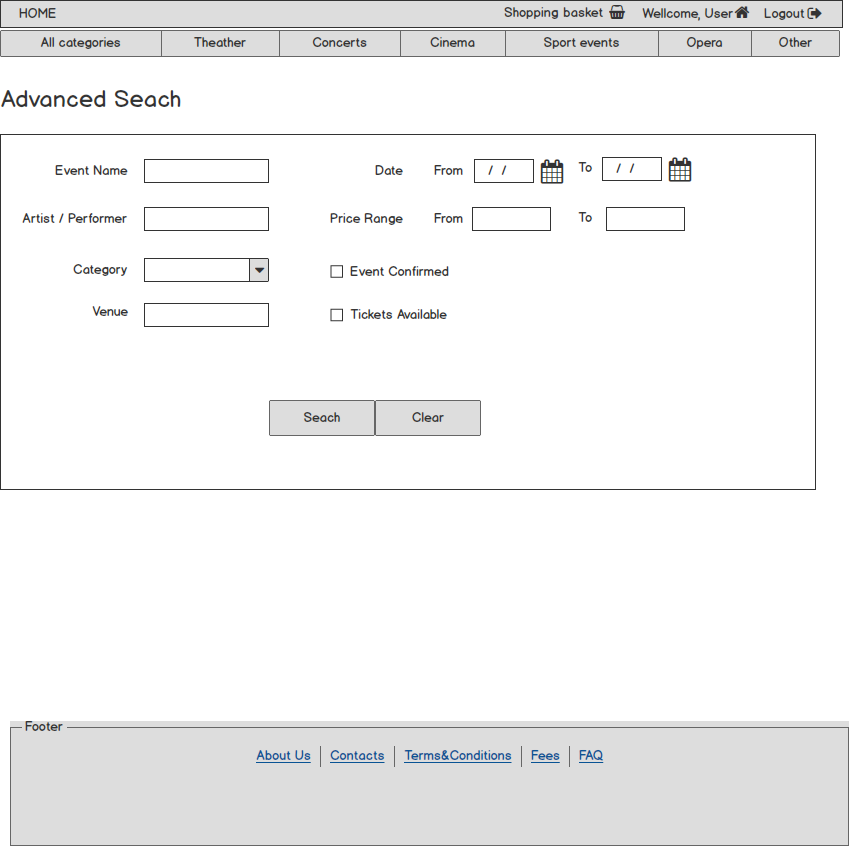 HOME Shopping basket Wellcome, User Logout
All categories Theather Concerts Cinema Sport events Opera Other
Advanced Seach
Event Name Date From / / To / /
Artist / Performer Price Range From To
Category Event Confirmed
Venue Tickets Available
Seach Clear
Footer
About Us Contacts Terms&Conditions Fees FAQ